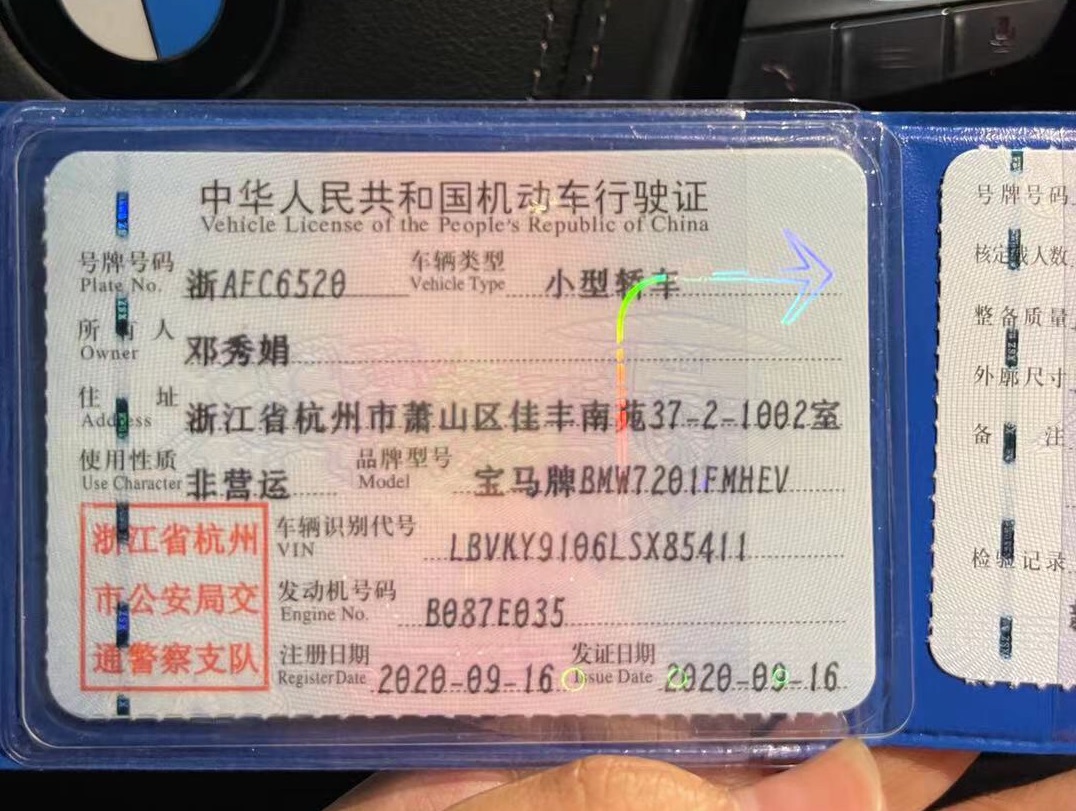 中华人民共和国机动车行驶证
Vehicle License of the People's Republic of China
号牌号码 浙AFC6520 车辆类型 小型轿车
Plate No. Vehicle Type
所有人 邓秀娟
Owner
住址 浙江省杭州市萧山区佳丰南苑37-2-1002室
Address
使用性质 非营运 品牌型号 宝马牌BMW7201FMHEV
Use Character Model
浙江省杭州
市公安局交
通警察支队
车辆识别代号 LBVKY9106LSX85411
VIN
发动机号码 B087E035
Engine No.
注册日期 2020-09-16 发证日期 2020-09-16
Register Date Issue Date
号牌号码
核定载人数
整备质量
外廓尺寸
备注
检验记录